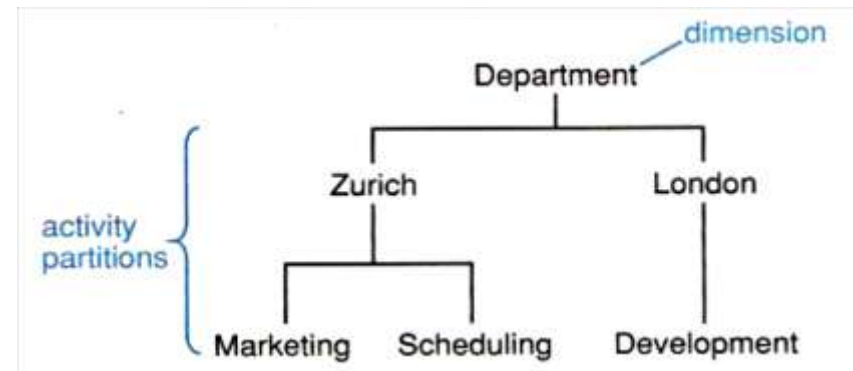 dimension
Department
Zurich
London
activity
partitions
Marketing
Scheduling
Development